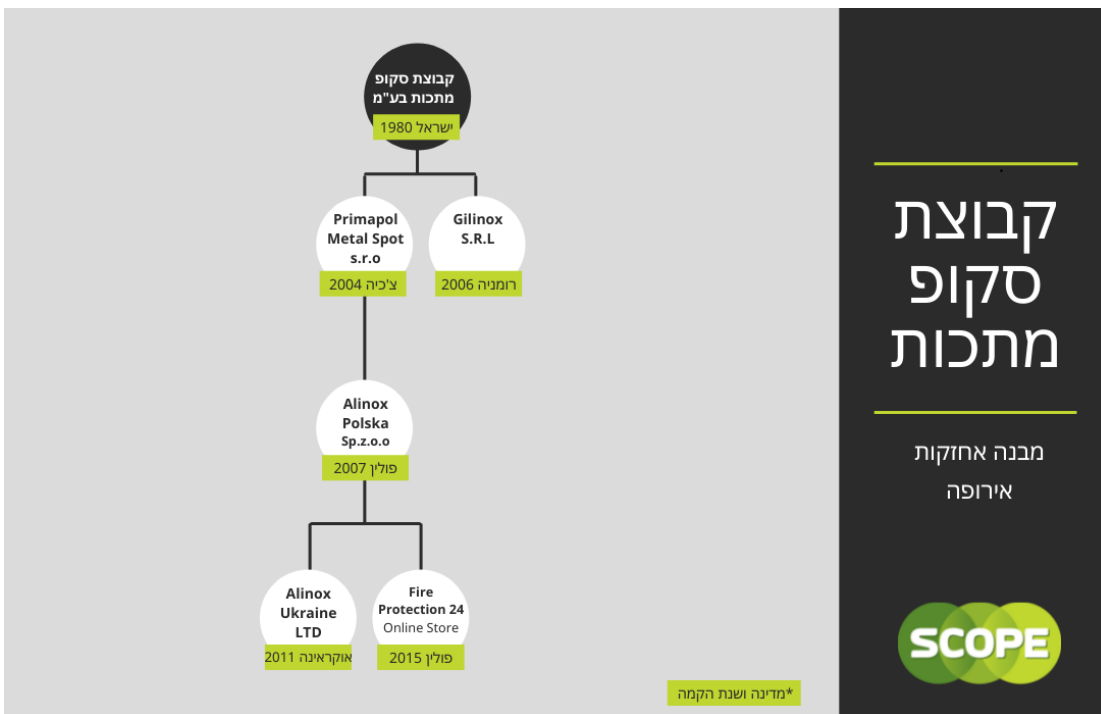 קבוצת
סקופ
מתכות
מבנה אחזקות
אירופה
SCOPE
קבוצת סקופ
מתכות בע"מ
ישראל 1980
Primapol
Metal Spot
s.r.o
צ'כיה 2004
Gilinox
S.R.L
רומניה 2006
Alinox
Polska
Sp.z.o.o
פולין 2007
Alinox
Ukraine
LTD
אוקראינה 2011
Fire
Protection 24
Online Store
פולין 2015
*מדינה ושנת הקמה